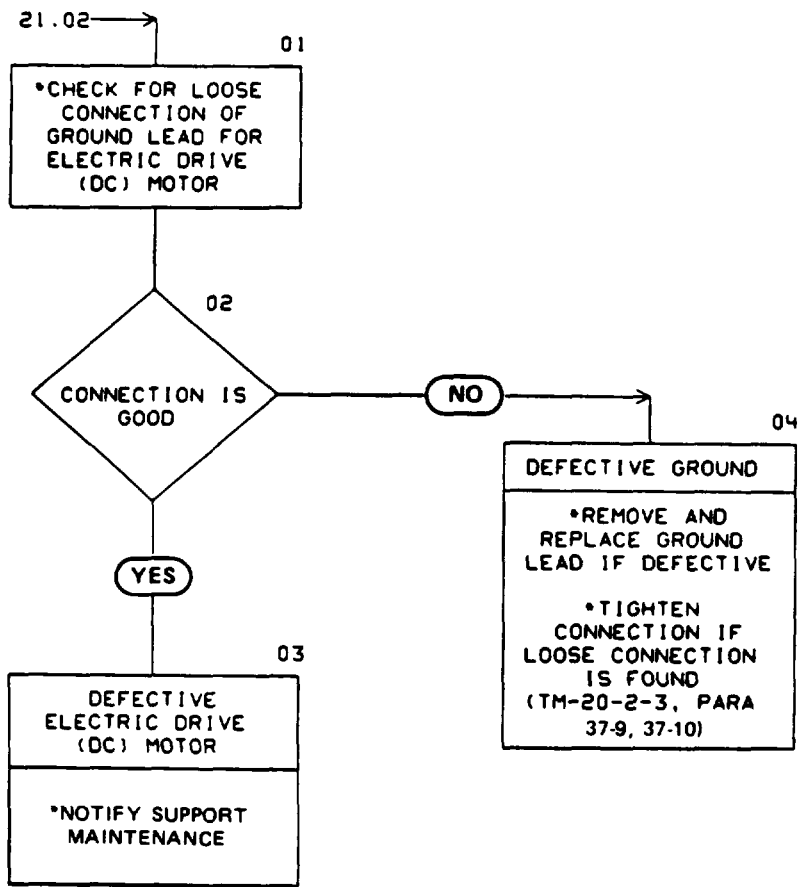 21.02
01
*CHECK FOR LOOSE
CONNECTION OF
GROUND LEAD FOR
ELECTRIC DRIVE
(DC) MOTOR
02
CONNECTION IS
GOOD
NO
04
DEFECTIVE GROUND
*REMOVE AND
REPLACE GROUND
LEAD IF DEFECTIVE
*TIGHTEN
CONNECTION IF
LOOSE CONNECTION
IS FOUND
(TM-20-2-3, PARA
37-9, 37-10)
YES
03
DEFECTIVE
ELECTRIC DRIVE
(DC) MOTOR
*NOTIFY SUPPORT
MAINTENANCE